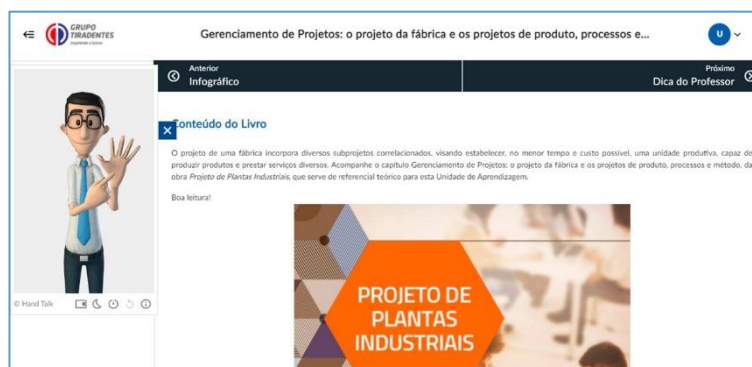 GRUPO
TIRADENTES
Gerenciamento de Projetos: o projeto da fábrica e os projetos de produto, processos e...
U
Anterior
Infográfico
Próximo
Dica do Professor
Conteúdo do Livro
O projeto de uma fábrica incorpora diversos subprojetos correlacionados, visando estabelecer, no menor tempo e custo possível, uma unidade produtiva, capaz de
produzir produtos e prestar serviços diversos. Acompanhe o capítulo Gerenciamento de Projetos: o projeto da fábrica e os projetos de produto, processos e método, da
obra Projeto de Plantas Industriais, que serve de referencial teórico para esta Unidade de Aprendizagem.
Boa leitura!
© Hand Talk
PROJETO DE
PLANTAS
INDUSTRIAIS